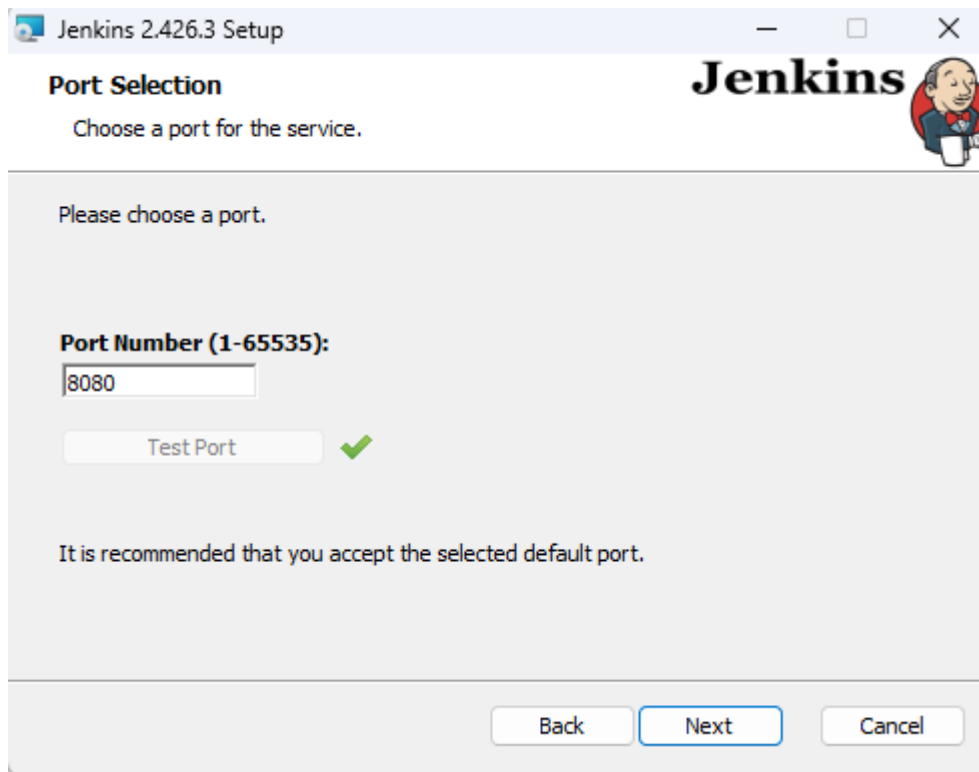 Jenkins 2.426.3 Setup
Port Selection
Jenkins
Choose a port for the service.
Please choose a port.
Port Number (1-65535):
8080
Test Port
It is recommended that you accept the selected default port.
Back Next Cancel